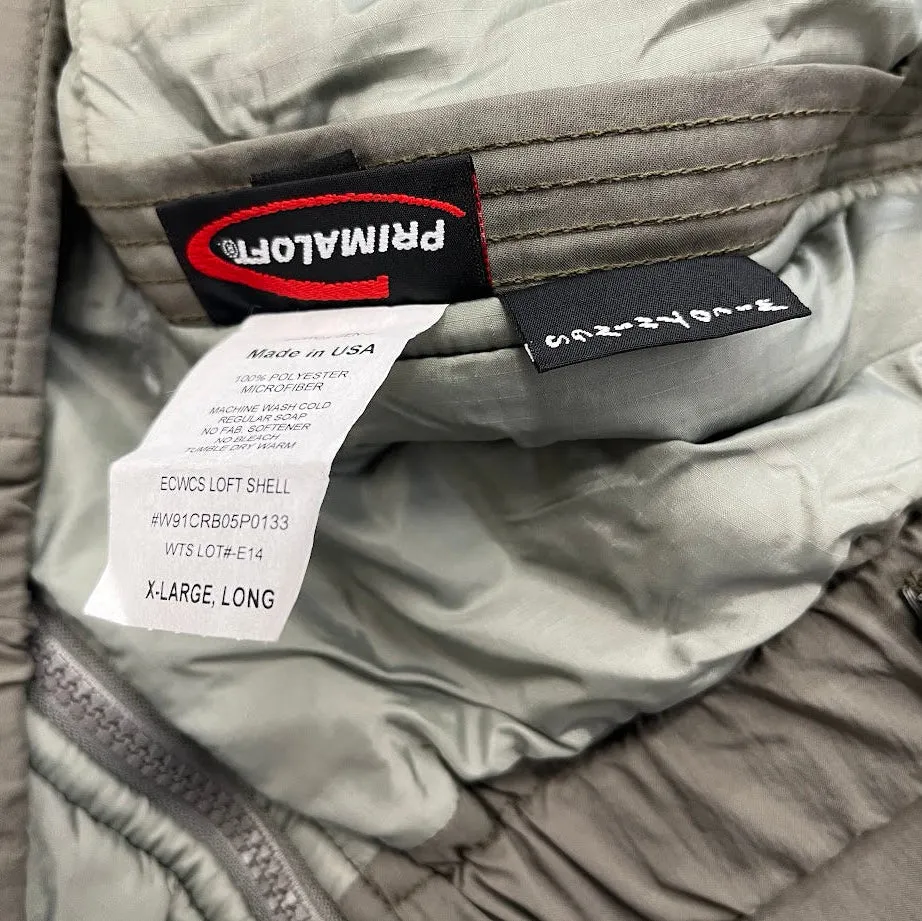 PRIMALOFT®
Made in USA
100% POLYESTER
MICROFIBER
MACHINE WASH COLD
REGULAR SOAP
NO FAB. SOFTENER
NO BLEACH
TUMBLE DRY WARM
ECWCS LOFT SHELL
#W91CRB05P0133
WTS LOT#-E14
X-LARGE, LONG